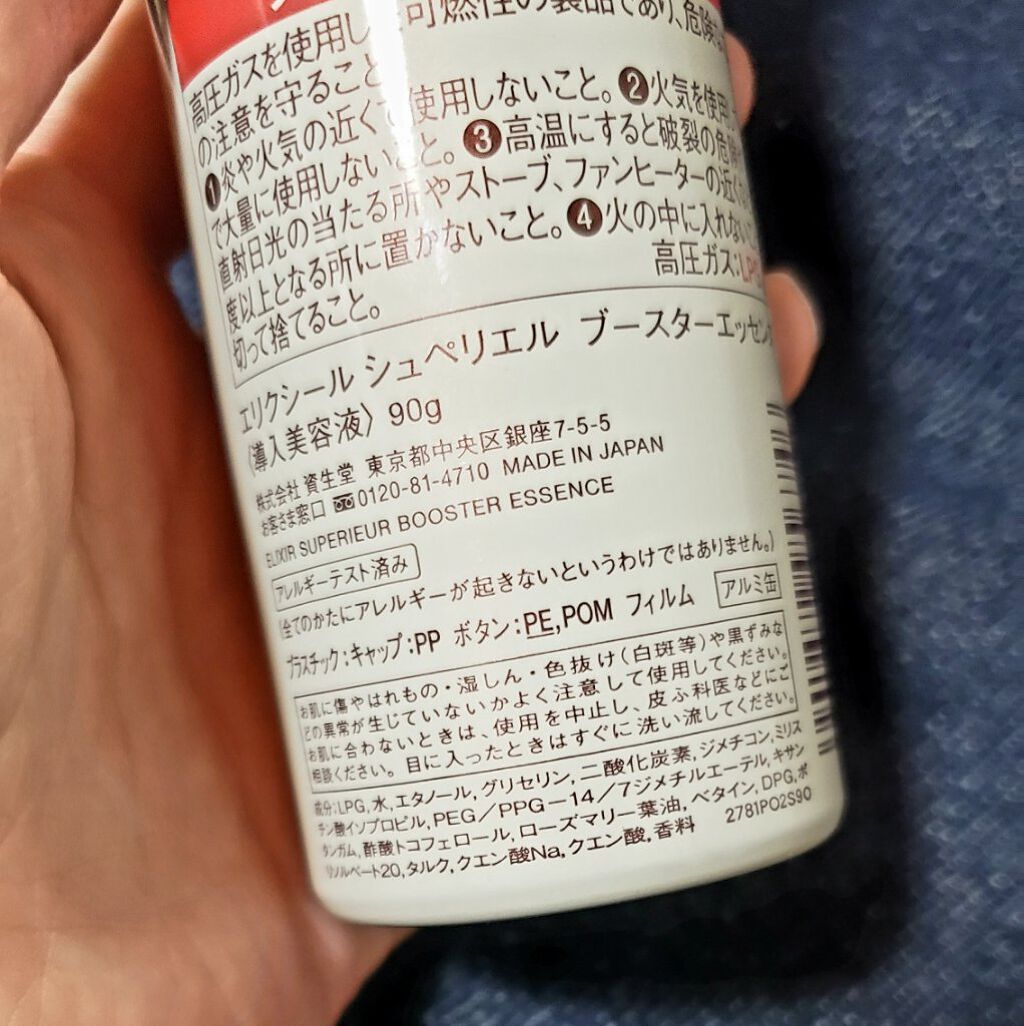 高圧ガスを使用した可燃性の製品であり、危険
の注意を守ること
❶炎や火気の近くで使用しないこと。❷火気を使用
で大量に使用しないこと。❸高温にすると破裂の危険
直射日光の当たる所やストーブ、ファンヒーターの近く
度以上となる所に置かないこと。❹火の中に入れない
切って捨てること。
高圧ガス:LP
エリクシール シュペリエル ブースターエッセンス
〈導入美容液〉 90g
株式会社 資生堂 東京都中央区銀座7-5-5
お客さま窓口 0120-81-4710 MADE IN JAPAN
ELIXIR SUPERIEUR BOOSTER ESSENCE
アレルギーテスト済み
(全てのかたにアレルギーが起きないというわけではありません。)
プラスチック:キャップ:PP ボタン:PE,POM フィルム アルミ缶
お肌に傷やはれもの・湿しん・色抜け(白斑等)や黒ずみな
どの異常が生じていないかよく注意して使用してください。
お肌に合わないときは、使用を中止し、皮ふ科医などにご
相談ください。目に入ったときはすぐに洗い流してください。
成分:LPG,水,エタノール,グリセリン,二酸化炭素,ジメチコン,ミリス
チン酸イソプロピル,PEG/PPG-14/7ジメチルエーテル,キサン
タンガム,酢酸トコフェロール,ローズマリー葉油,ベタイン,DPG,ポ
リソルベート20,タルク,クエン酸Na,クエン酸,香料 2781PO2S90